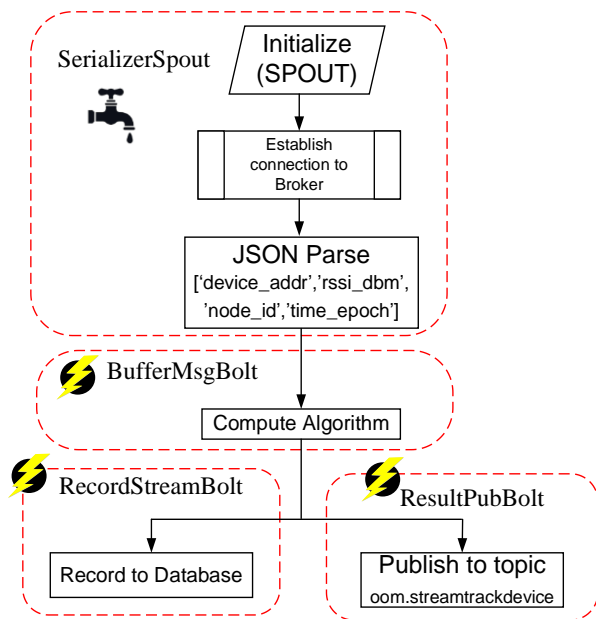 Initialize
(SPOUT)
SerializerSpout
Establish
connection to
Broker
JSON Parse
[‘device_addr’,’rssi_dbm’,
’node_id’,’time_epoch’]
BufferMsgBolt
Compute Algorithm
RecordStreamBolt
ResultPubBolt
Record to Database
Publish to topic
oom.streamtrackdevice